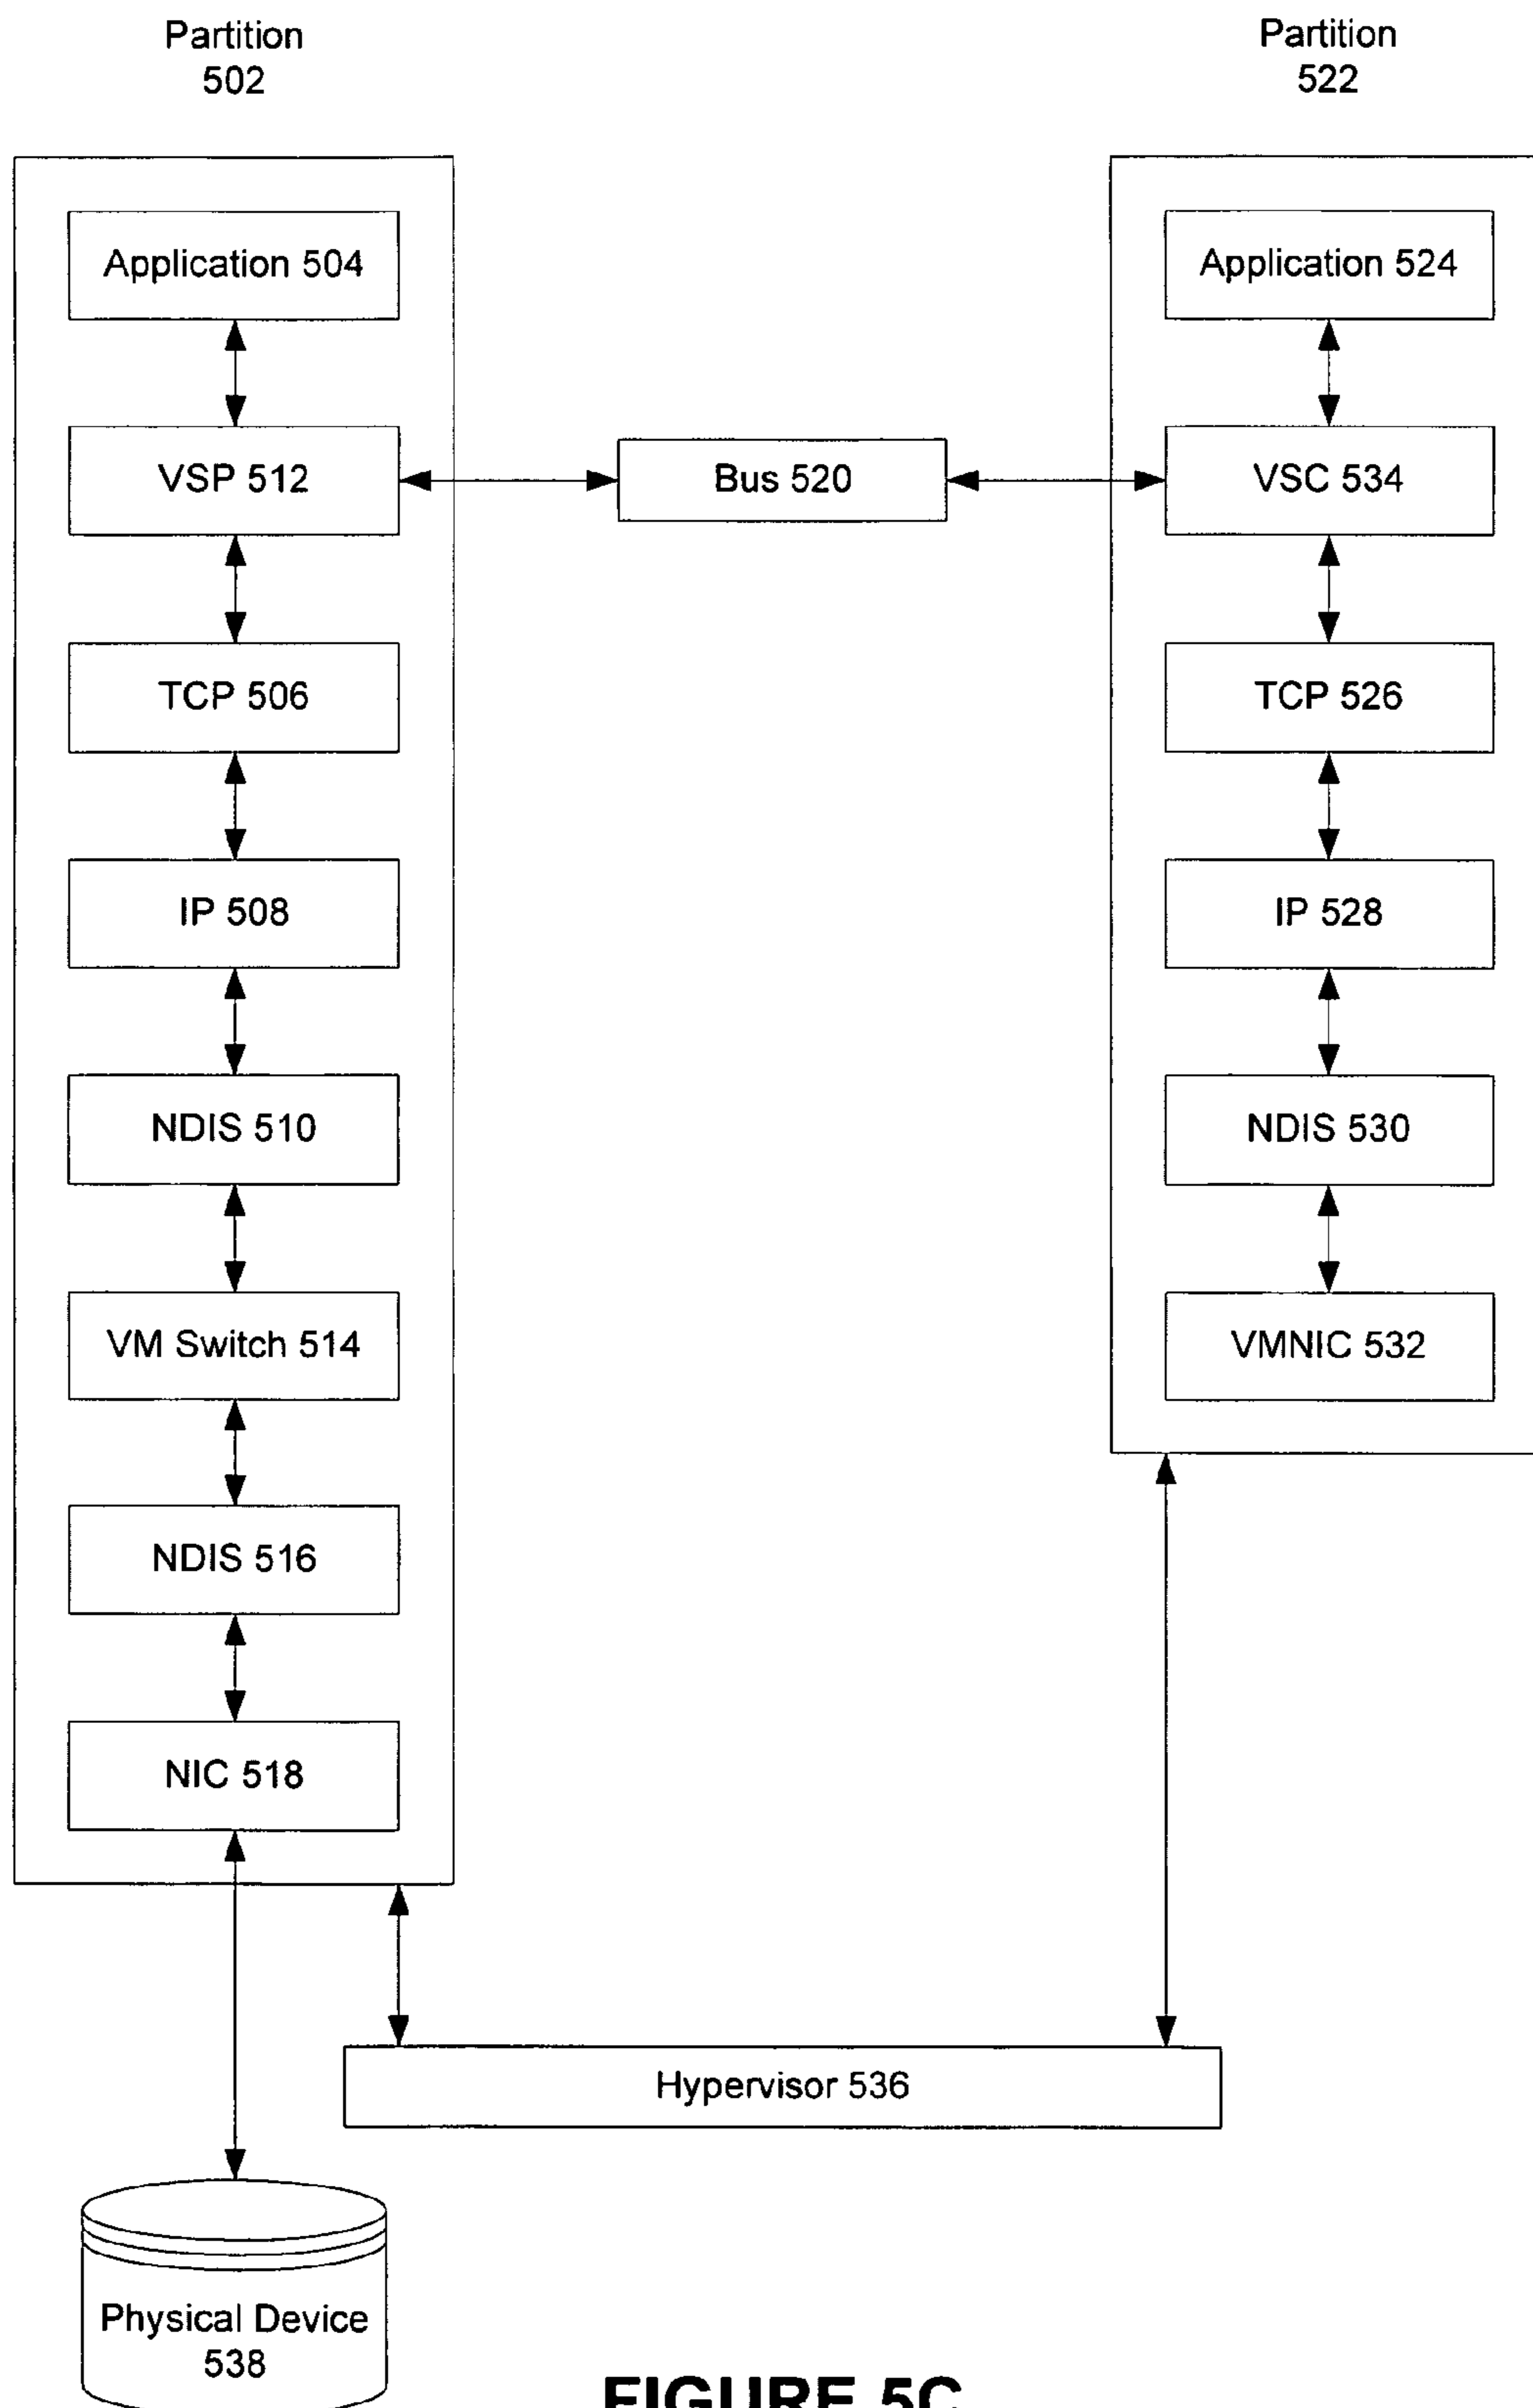 Partition
502
Partition
522
Application 504
Application 524
VSP 512
Bus 520
VSC 534
TCP 506
TCP 526
IP 508
IP 528
NDIS 510
NDIS 530
VM Switch 514
VMNIC 532
NDIS 516
NIC 518
Hypervisor 536
Physical Device
538
FIGURE 5C